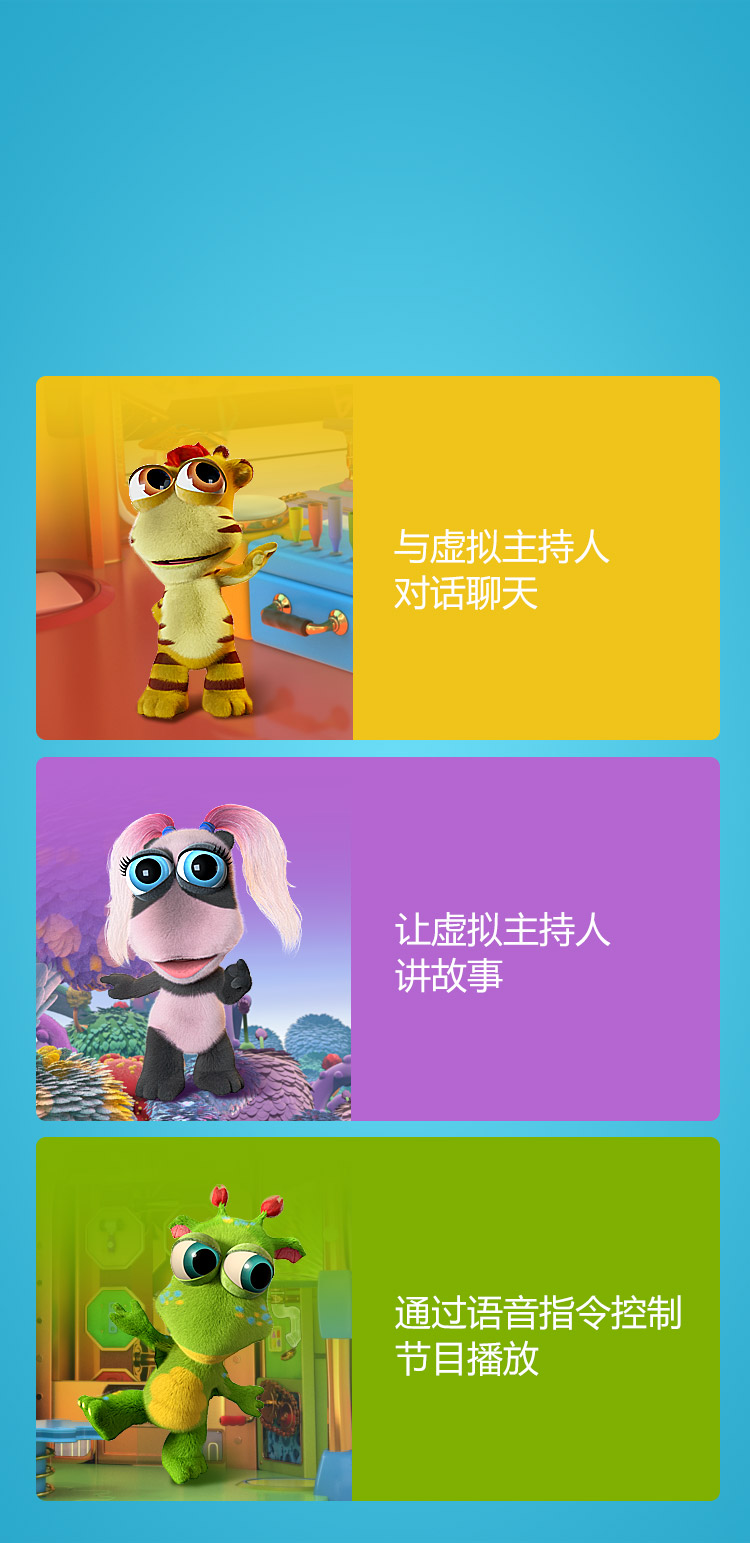 与虚拟主持人
对话聊天
让虚拟主持人
讲故事
通过语音指令控制
节目播放